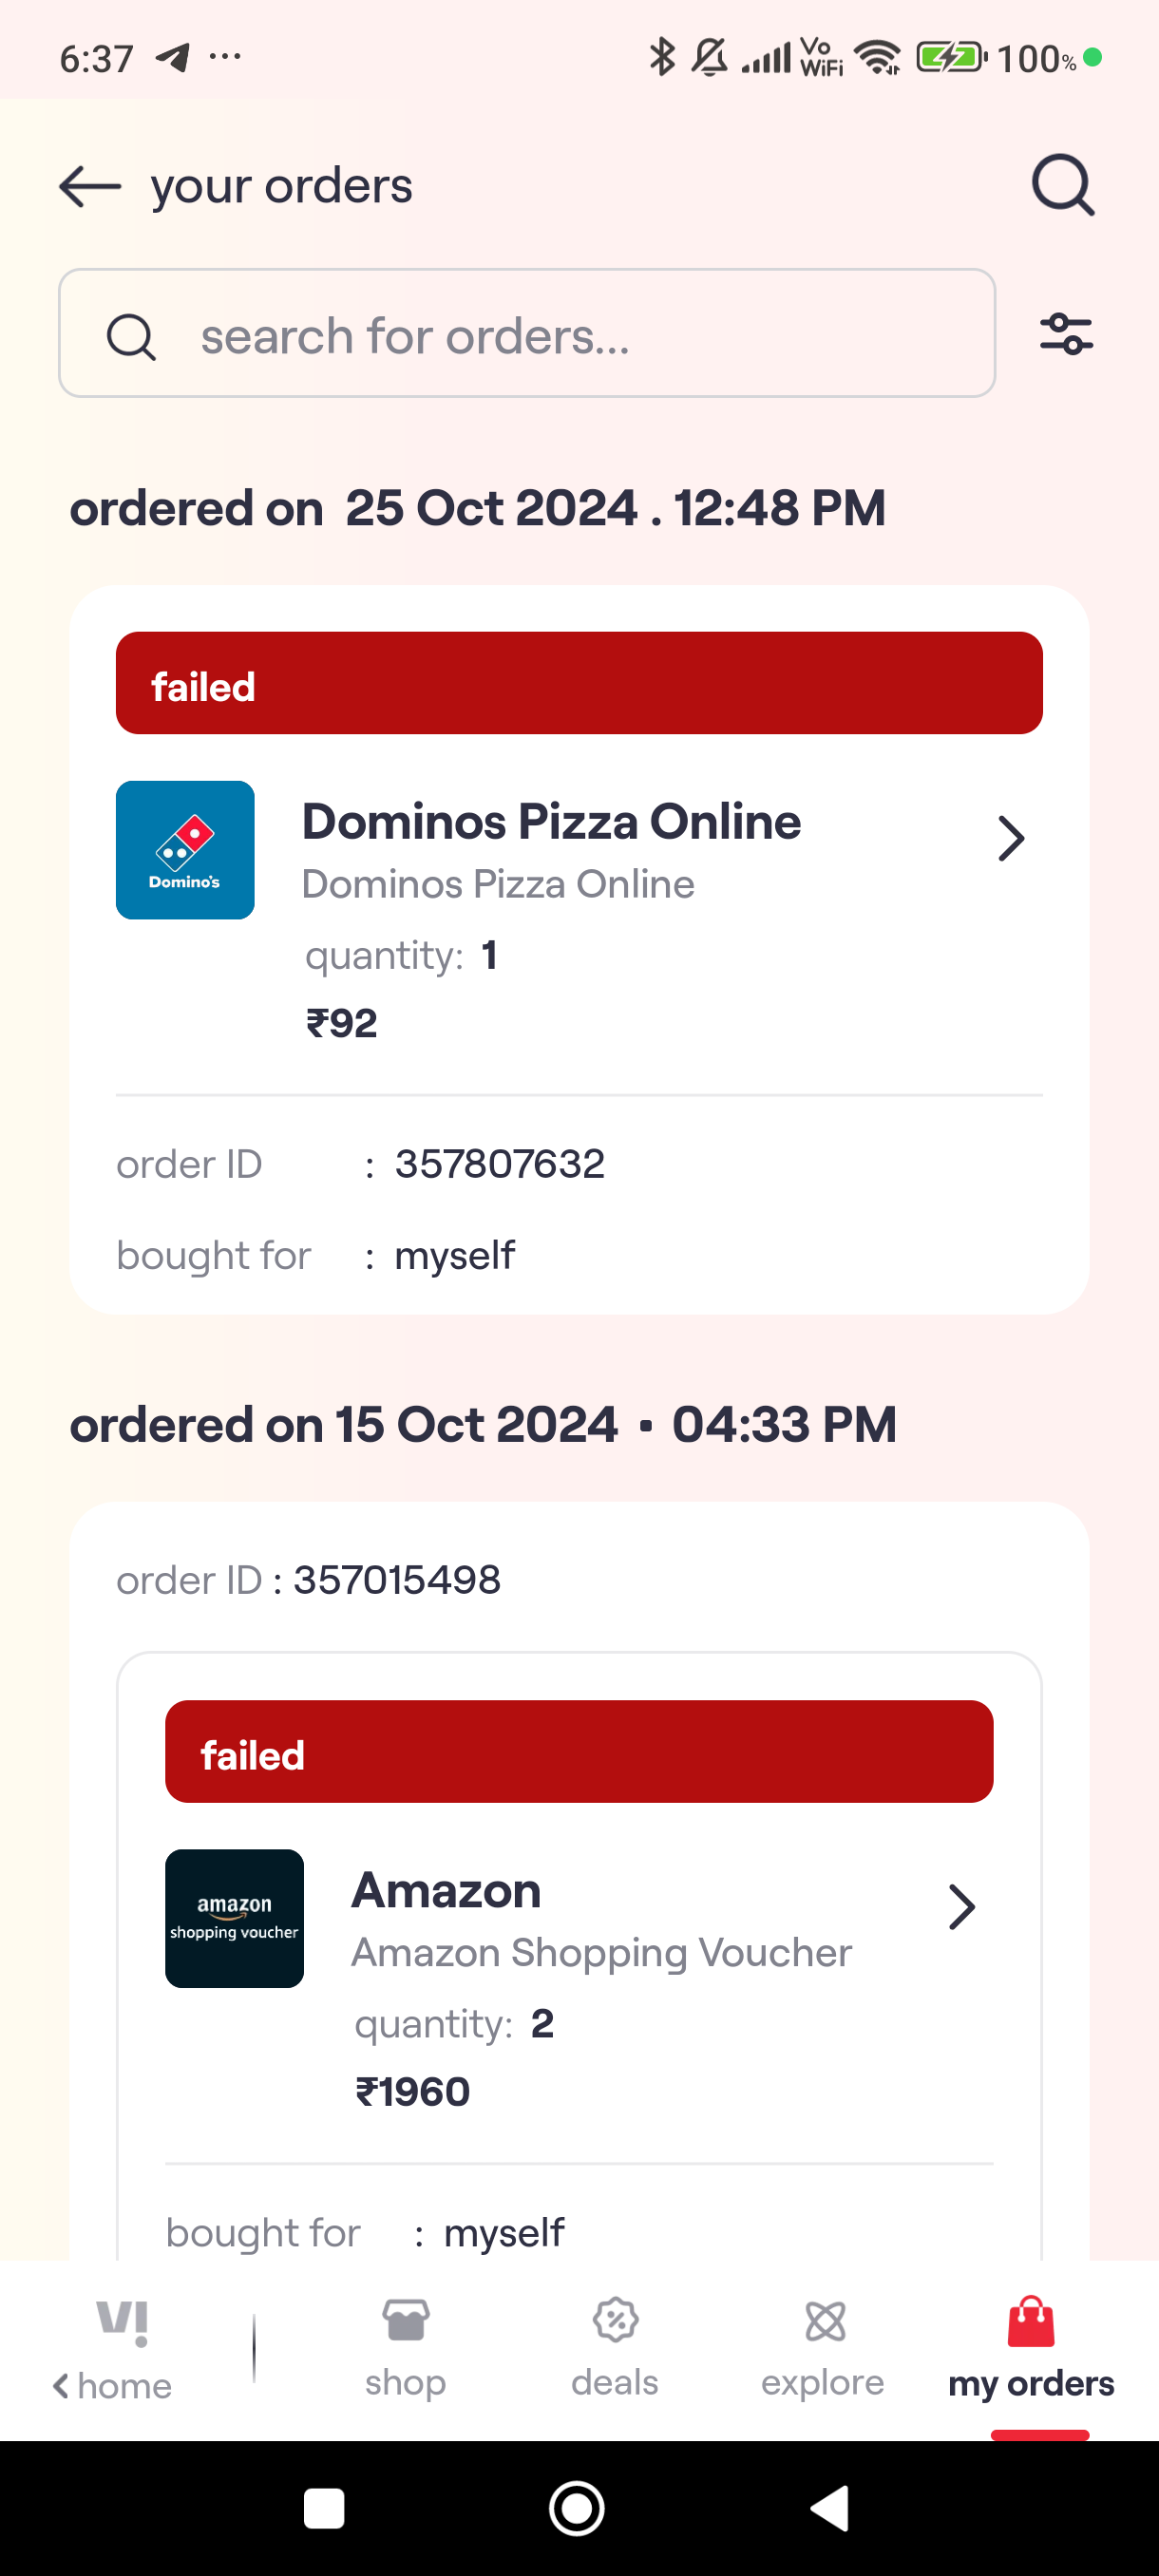 6:37
Vo
WiFi
100%
your orders
search for orders...
ordered on 25 Oct 2024 . 12:48 PM
failed
Domino's
Dominos Pizza Online
Dominos Pizza Online
quantity: 1
₹92
order ID : 357807632
bought for : myself
ordered on 15 Oct 2024 • 04:33 PM
order ID : 357015498
failed
amazon
shopping voucher
Amazon
Amazon Shopping Voucher
quantity: 2
₹1960
bought for : myself
VI
home
shop
deals
explore
my orders